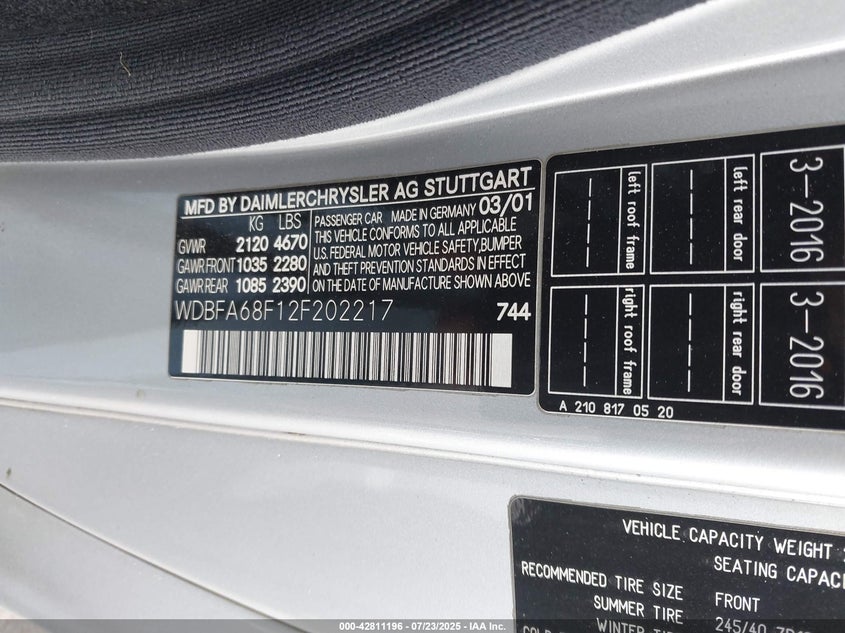 MFD BY DAIMLERCHRYSLER AG STUTTGART
KG LBS
GVWR 2120 4670
GAWR FRONT 1035 2280
GAWR REAR 1085 2390
PASSENGER CAR MADE IN GERMANY 03/01
THIS VEHICLE CONFORMS TO ALL APPLICABLE
U.S. FEDERAL MOTOR VEHICLE SAFETY,BUMPER
AND THEFT PREVENTION STANDARDS IN EFFECT
ON THE DATE OF MANUFACTURE SHOWN ABOVE
WDBFA68F12F202217
744
left roof frame
left rear door
3-2016
right roof frame
right rear door
3-2016
A 210 817 05 20
VEHICLE CAPACITY WEIGHT
SEATING
RECOMMENDED TIRE SIZE FRONT
SUMMER TIRE 245/40
WINTER
000-42811196 - 07/23/2025 - IAA Inc.